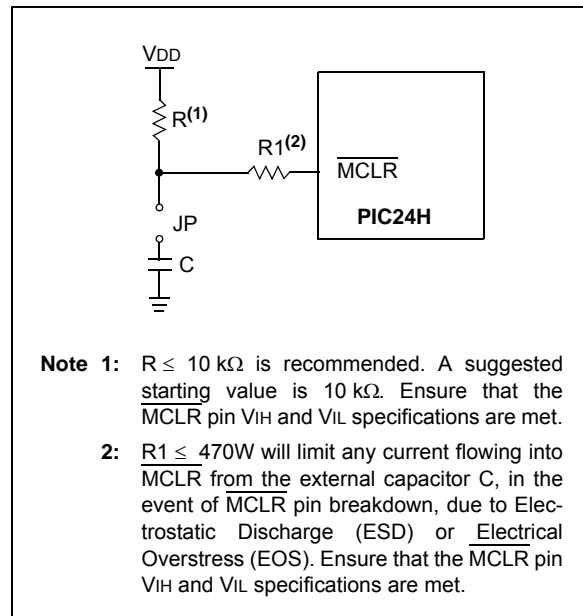 VDD
R(1)
R1(2)
MCLR
JP
PIC24H
C
Note 1: R ≤ 10 kΩ is recommended. A suggested
starting value is 10 kΩ. Ensure that the
MCLR pin VIH and VIL specifications are met.
2: R1 ≤ 470W will limit any current flowing into
MCLR from the external capacitor C, in the
event of MCLR pin breakdown, due to Elec-
trostatic Discharge (ESD) or Electrical
Overstress (EOS). Ensure that the MCLR pin
VIH and VIL specifications are met.